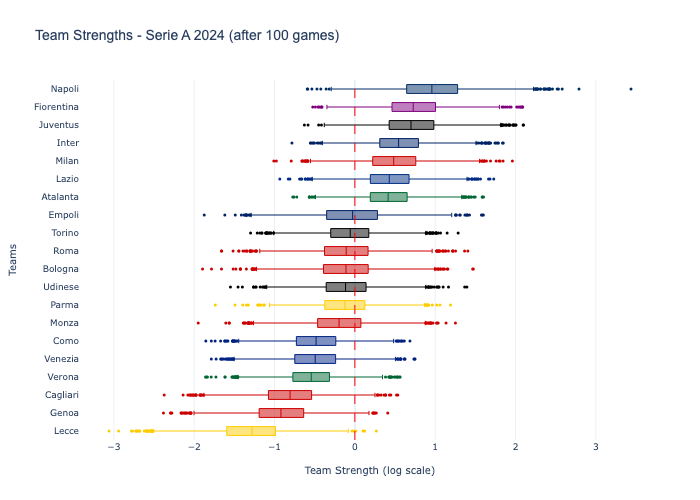 Team Strengths - Serie A 2024 (after 100 games)
Napoli
Fiorentina
Juventus
Inter
Milan
Lazio
Atalanta
Empoli
Torino
Roma
Bologna
Udinese
Parma
Monza
Como
Venezia
Verona
Cagliari
Genoa
Lecce
Teams
−3 −2 −1 0 1 2 3
Team Strength (log scale)